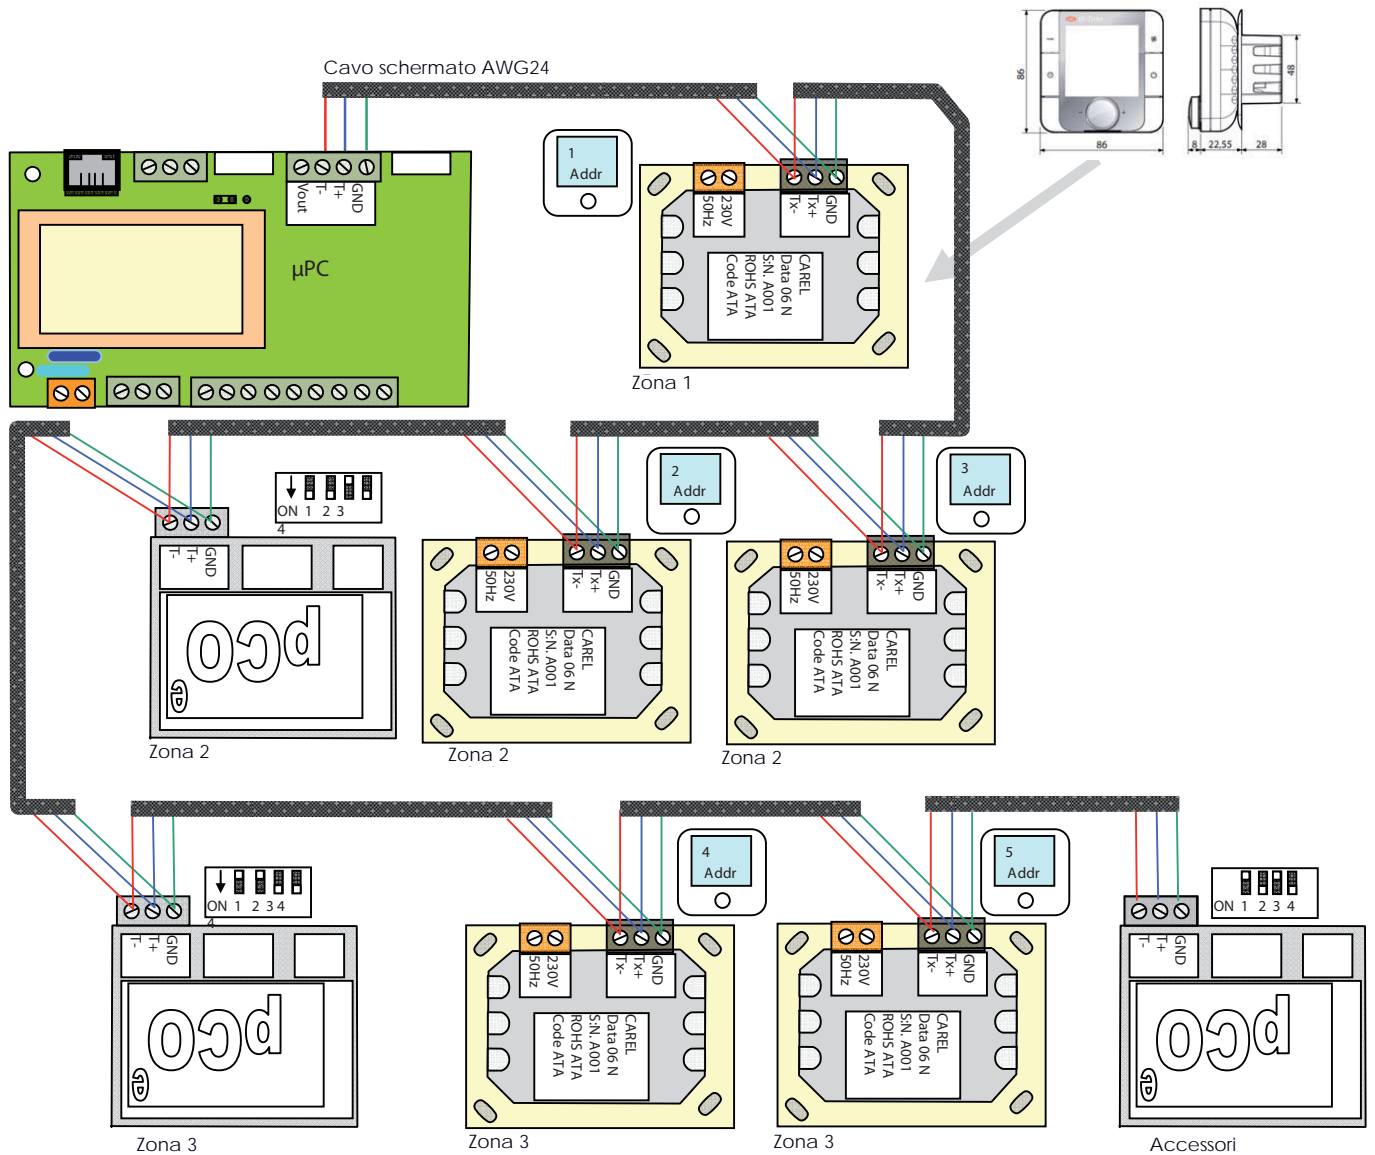 Cavo schermato AWG24
86
86
8
22,55
28
48
1
Addr
Vout
T-
T+
GND
µPC
50Hz
230V
Tx-
Tx+
GND
CAREL
Data 06 N
S:N. A001
ROHS ATA
Code ATA
Zona 1
ON 1 2 3
4
T-
T+
GND
pCO
Zona 2
2
Addr
50Hz
230V
Tx-
Tx+
GND
CAREL
Data 06 N
S:N. A001
ROHS ATA
Code ATA
Zona 2
3
Addr
50Hz
230V
Tx-
Tx+
GND
CAREL
Data 06 N
S:N. A001
ROHS ATA
Code ATA
Zona 2
ON 1 2 3 4
4
T-
T+
GND
pCO
Zona 3
4
Addr
50Hz
230V
Tx-
Tx+
GND
CAREL
Data 06 N
S:N. A001
ROHS ATA
Code ATA
Zona 3
5
Addr
50Hz
230V
Tx-
Tx+
GND
CAREL
Data 06 N
S:N. A001
ROHS ATA
Code ATA
Zona 3
ON 1 2 3 4
T-
T+
GND
pCO
Accessori